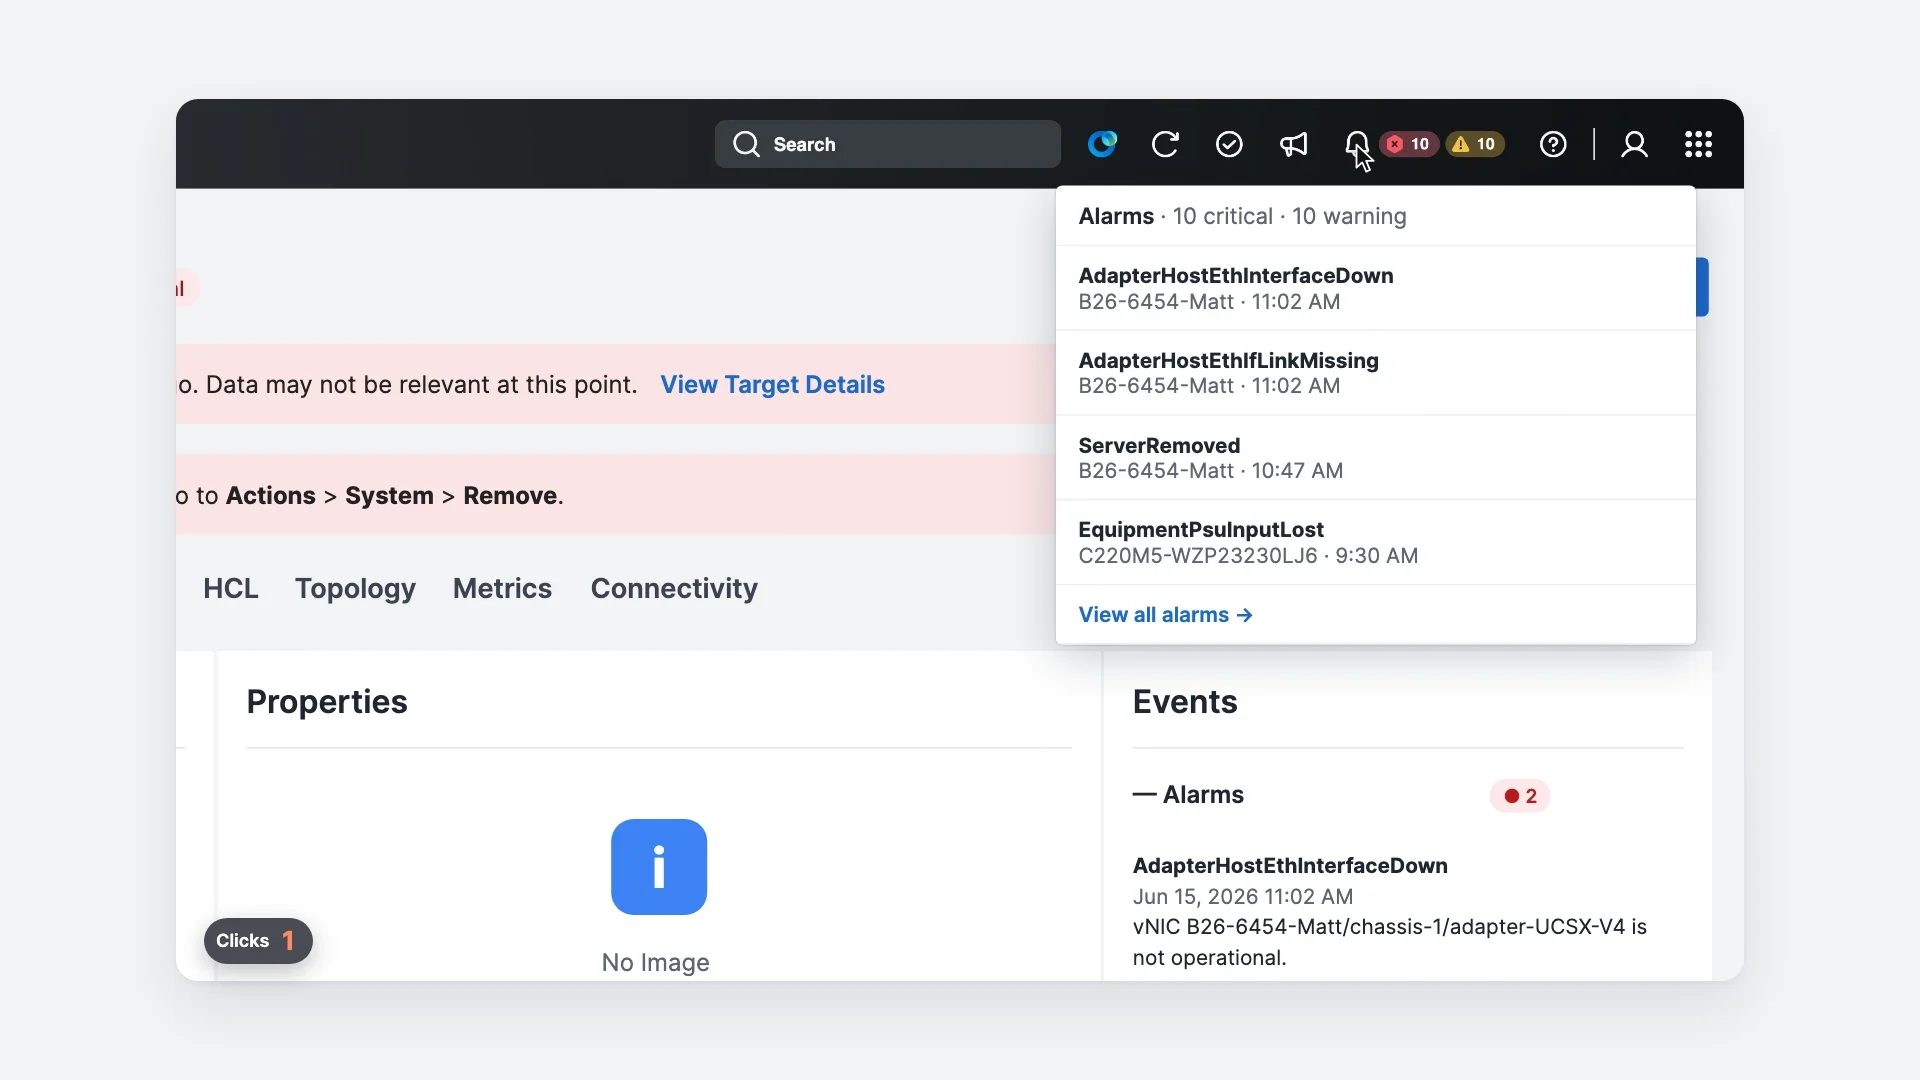 Search
10
10
Alarms · 10 critical · 10 warning
AdapterHostEthInterfaceDown
B26-6454-Matt · 11:02 AM
AdapterHostEthIfLinkMissing
B26-6454-Matt · 11:02 AM
ServerRemoved
B26-6454-Matt · 10:47 AM
EquipmentPsuInputLost
C220M5-WZP23230LJ6 · 9:30 AM
View all alarms →
o. Data may not be relevant at this point. View Target Details
o to Actions > System > Remove.
HCL Topology Metrics Connectivity
Properties
No Image
Events
— Alarms
2
AdapterHostEthInterfaceDown
Jun 15, 2026 11:02 AM
vNIC B26-6454-Matt/chassis-1/adapter-UCSX-V4 is
not operational.
Clicks 1